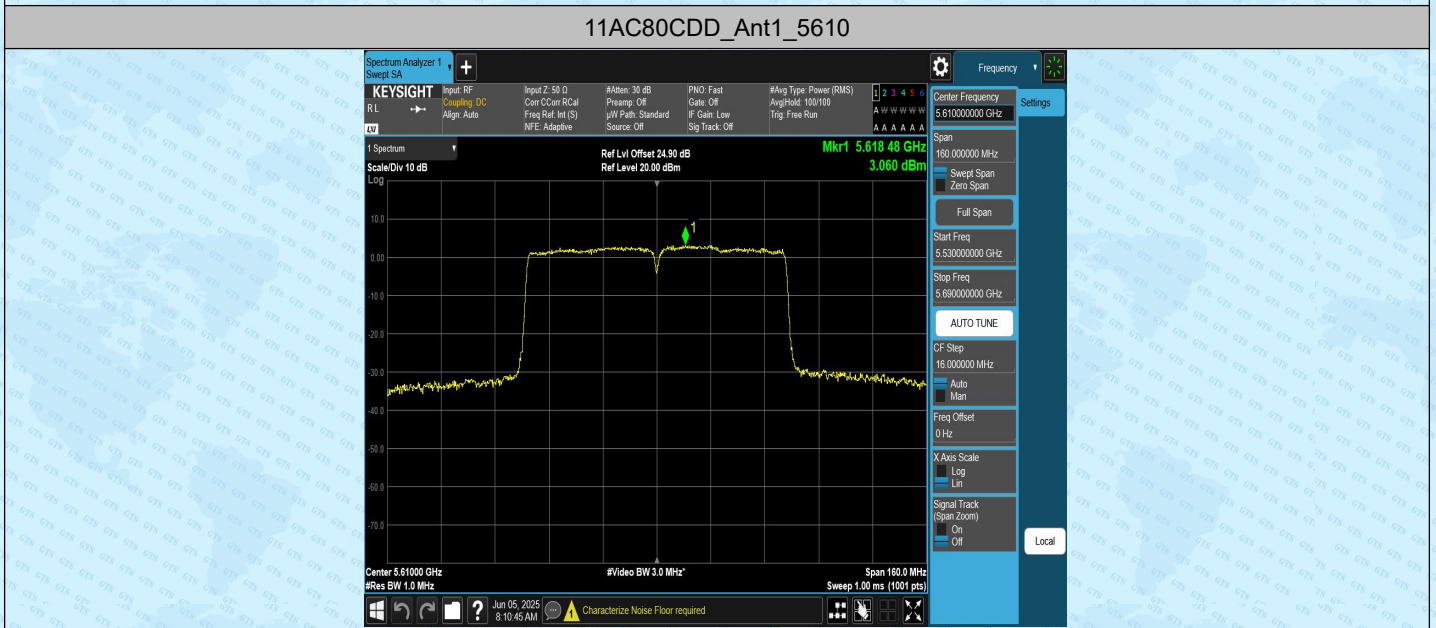 11AC80CDD_Ant1_5610
Spectrum Analyzer 1
Swept SA
Frequency
KEYSIGHT
R L
LXI
Input: RF
Coupling: DC
Align: Auto
Input Z: 50 Ω
Corr CCorr RCal
Freq Ref: Int (S)
NFE: Adaptive
#Atten: 30 dB
Preamp: Off
µW Path: Standard
Source: Off
PNO: Fast
Gate: Off
IF Gain: Low
Sig Track: Off
#Avg Type: Power (RMS)
Avg|Hold: 100/100
Trig: Free Run
1 2 3 4 5 6
A W W W W W
A A A A A A
1 Spectrum
Scale/Div 10 dB
Log
Ref Lvl Offset 24.90 dB
Ref Level 20.00 dBm
Mkr1 5.618 48 GHz
3.060 dBm
1
10.0
0.00
-10.0
-20.0
-30.0
-40.0
-50.0
-60.0
-70.0
Center 5.61000 GHz
#Res BW 1.0 MHz
#Video BW 3.0 MHz*
Span 160.0 MHz
Sweep 1.00 ms (1001 pts)
Center Frequency
5.610000000 GHz
Settings
Span
160.000000 MHz
Swept Span
Zero Span
Full Span
Start Freq
5.530000000 GHz
Stop Freq
5.690000000 GHz
AUTO TUNE
CF Step
16.000000 MHz
Auto
Man
Freq Offset
0 Hz
X Axis Scale
Log
Lin
Signal Track
(Span Zoom)
On
Off
Local
?
Jun 05, 2025
8:10:45 AM
1
Characterize Noise Floor required